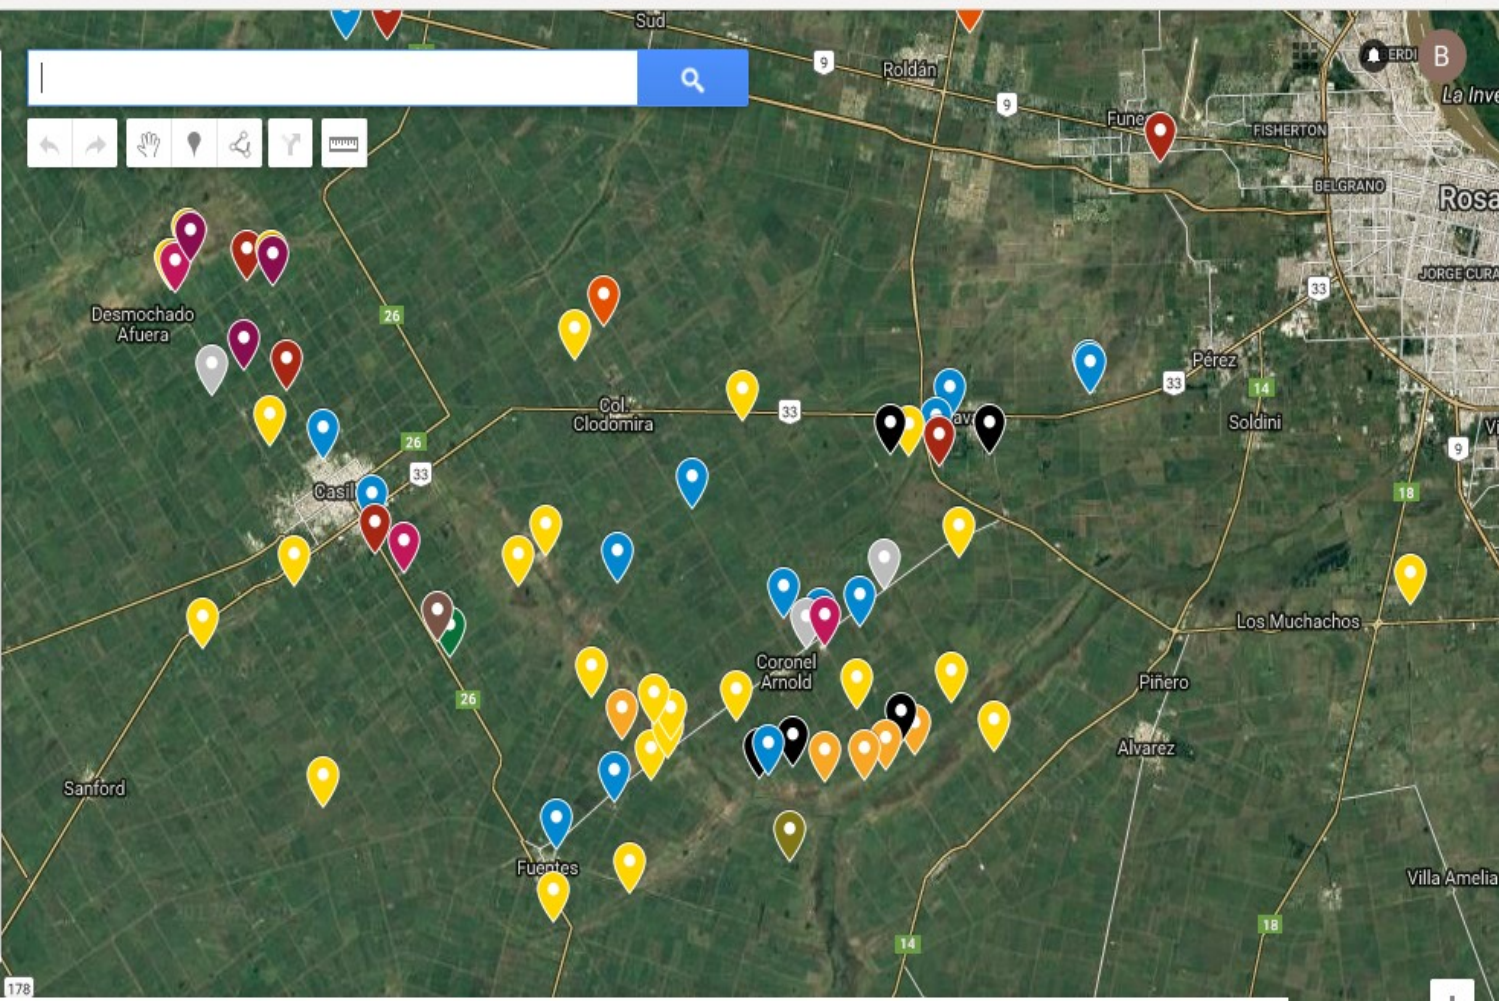 Sud
9
Roldán
ERDI
B
La Inve
9
Fune
FISHERTON
BELGRANO
Rosa
JORGE CURA
33
Desmochado
Afuera
26
Pérez
33
14
Col.
Clodomira
33
Soldini
26
9
33
Casil
18
Los Muchachos
Coronel
Arnold
Piñero
26
Alvarez
Sanford
Fuentes
Villa Amelia
18
14
178